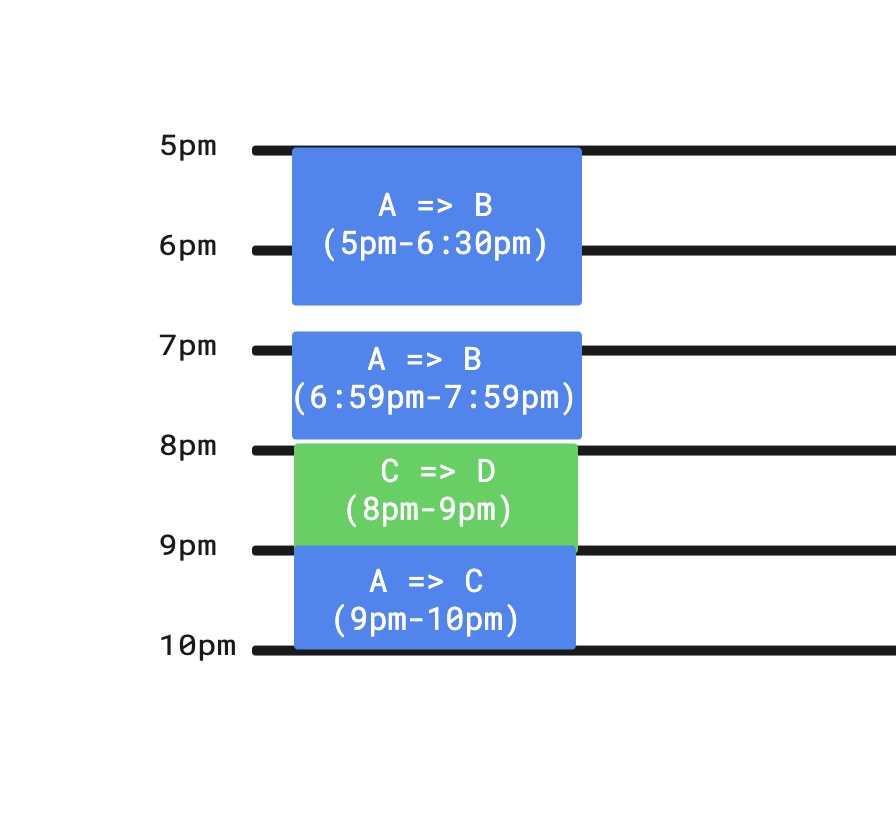 5pm
A => B
(5pm-6:30pm)
6pm
7pm
A => B
(6:59pm-7:59pm)
8pm
C => D
(8pm-9pm)
9pm
A => C
(9pm-10pm)
10pm